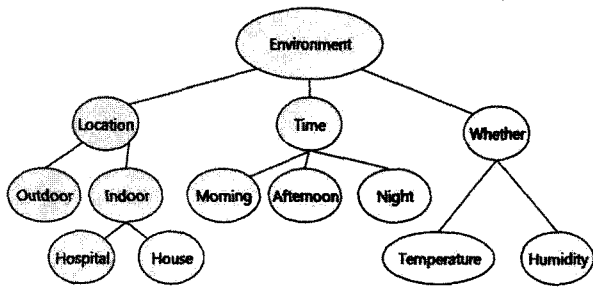 Environment
Location
Time
Whether
Outdoor
Indoor
Morning
Afternoon
Night
Hospital
House
Temperature
Humidity